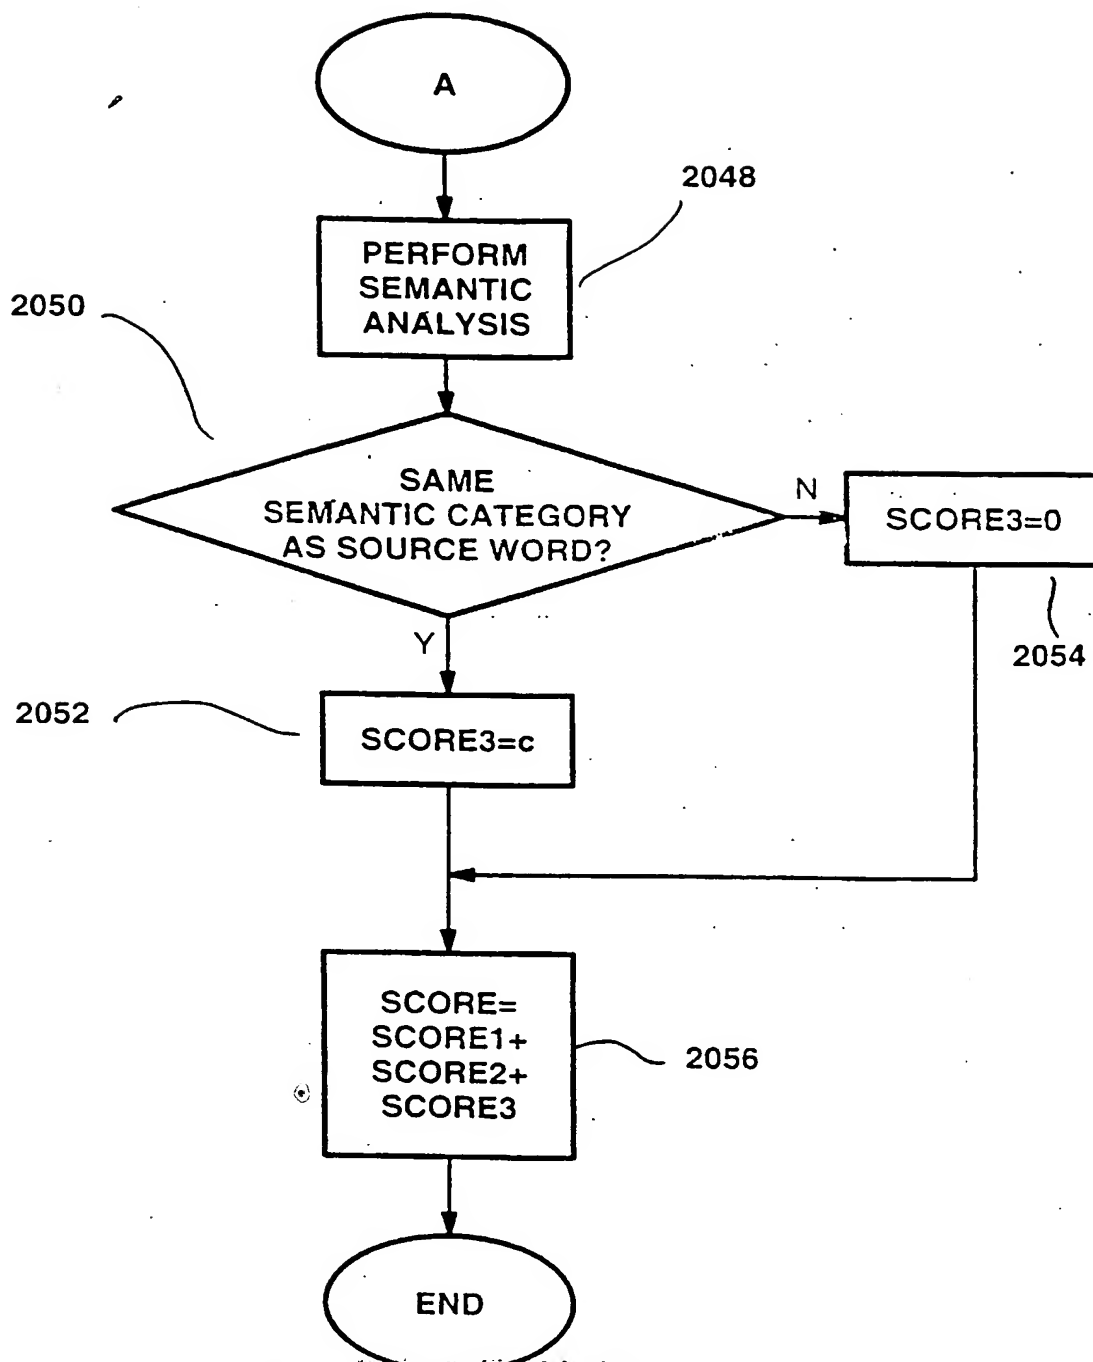 A
2048
PERFORM
SEMANTIC
ANALYSIS
2050
SAME
SEMANTIC CATEGORY
AS SOURCE WORD?
N
SCORE3=0
2054
Y
2052
SCORE3=c
SCORE=
SCORE1+
SCORE2+
SCORE3
2056
END